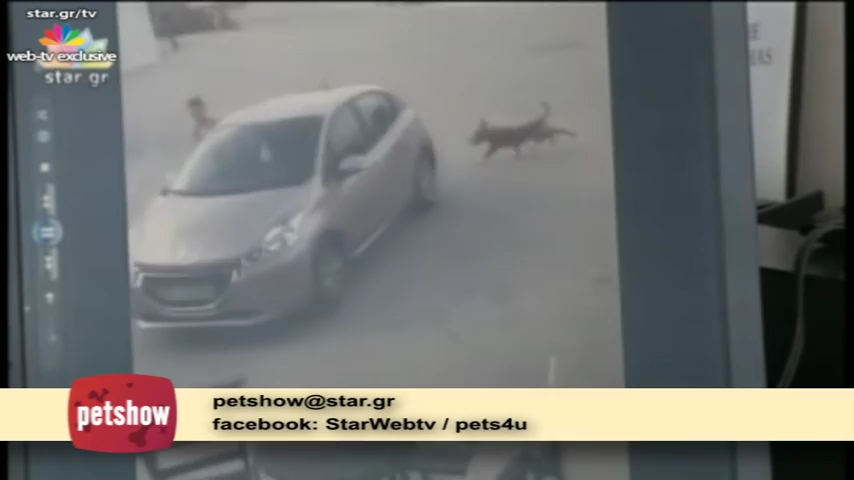 star.gr/tv
web-tv exclusive
star.gr
petshow
petshow@star.gr
facebook: StarWebtv / pets4u